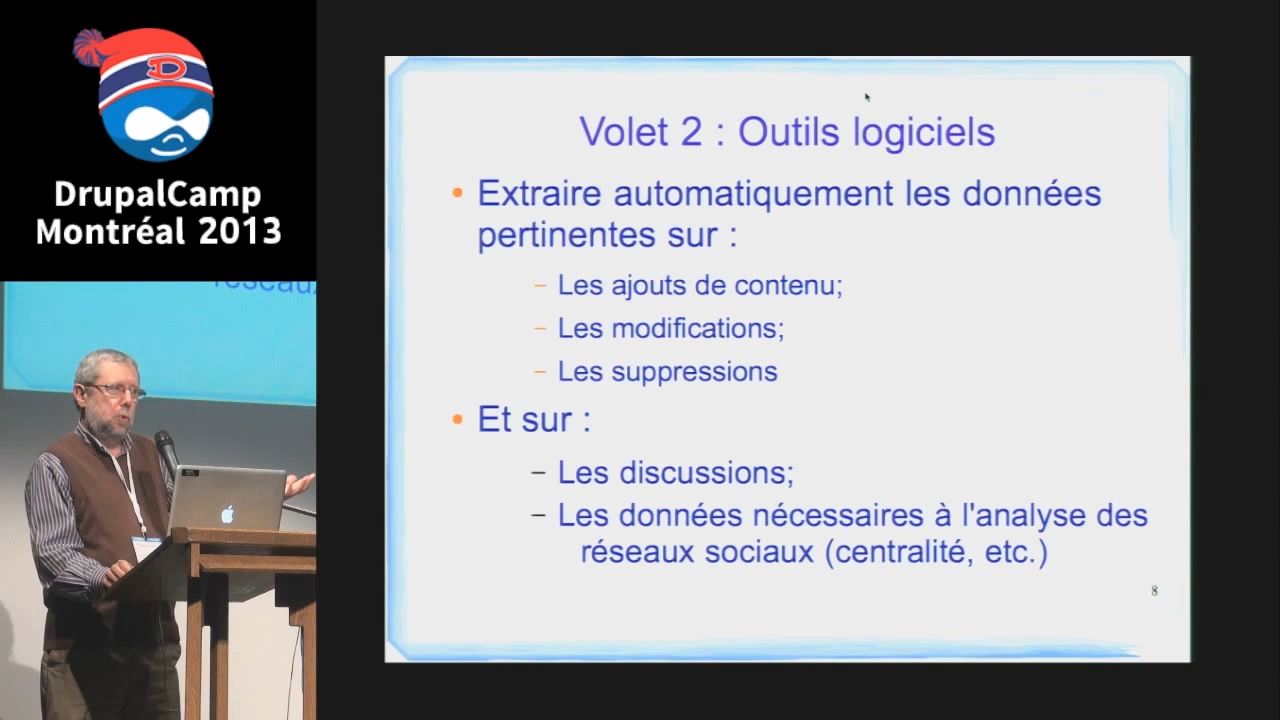 DrupalCamp
Montréal 2013
réseaux
Volet 2 : Outils logiciels
• Extraire automatiquement les données
pertinentes sur :
– Les ajouts de contenu;
– Les modifications;
– Les suppressions
• Et sur :
– Les discussions;
– Les données nécessaires à l'analyse des
réseaux sociaux (centralité, etc.)
8